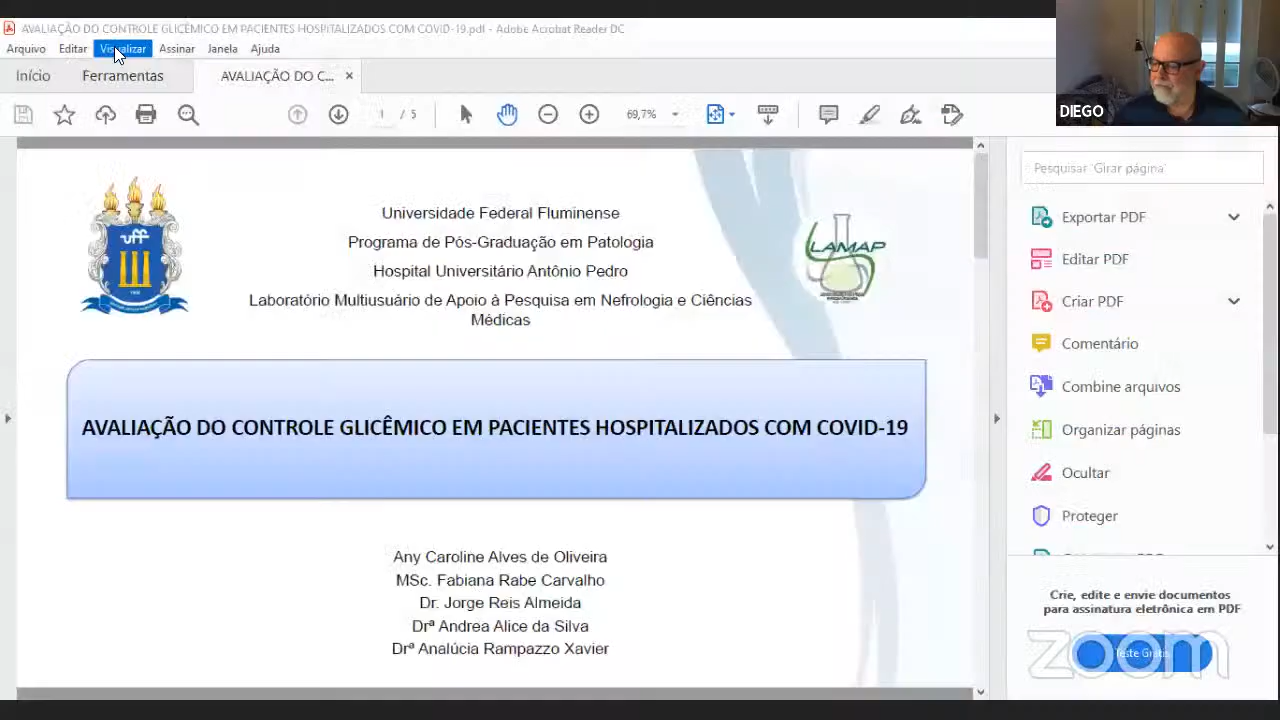 AVALIAÇÃO DO CONTROLE GLICÊMICO EM PACIENTES HOSPITALIZADOS COM COVID-19.pdf - Adobe Acrobat Reader DC
Arquivo Editar Visualizar Assinar Janela Ajuda
Início Ferramentas AVALIAÇÃO DO C... ×
1 / 5 69,7%
DIEGO
Universidade Federal Fluminense
Programa de Pós-Graduação em Patologia
Hospital Universitário Antônio Pedro
Laboratório Multiusuário de Apoio à Pesquisa em Nefrologia e Ciências
Médicas
uff
LAMAP
AVALIAÇÃO DO CONTROLE GLICÊMICO EM PACIENTES HOSPITALIZADOS COM COVID-19
Any Caroline Alves de Oliveira
MSc. Fabiana Rabe Carvalho
Dr. Jorge Reis Almeida
Drª Andrea Alice da Silva
Drª Analúcia Rampazzo Xavier
Pesquisar 'Girar página'
Exportar PDF
Editar PDF
Criar PDF
Comentário
Combine arquivos
Organizar páginas
Ocultar
Proteger
Crie, edite e envie documentos
para assinatura eletrônica em PDF
Teste Grátis
zoom